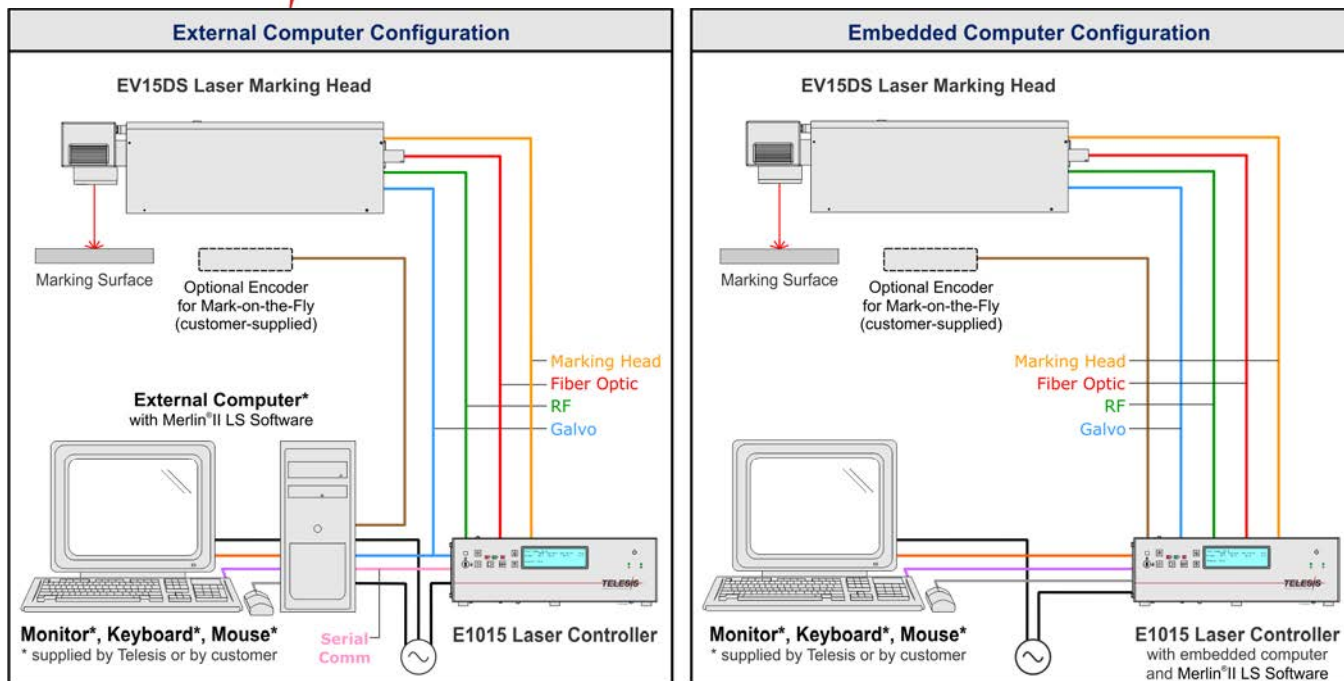 External Computer Configuration
EV15DS Laser Marking Head
Marking Surface
Optional Encoder
for Mark-on-the-Fly
(customer-supplied)
Marking Head
Fiber Optic
RF
Galvo
External Computer*
with Merlin®II LS Software
TELESIS
Monitor*, Keyboard*, Mouse*
* supplied by Telesis or by customer
Serial
Comm
E1015 Laser Controller
Embedded Computer Configuration
EV15DS Laser Marking Head
Marking Surface
Optional Encoder
for Mark-on-the-Fly
(customer-supplied)
Marking Head
Fiber Optic
RF
Galvo
TELESIS
Monitor*, Keyboard*, Mouse*
* supplied by Telesis or by customer
E1015 Laser Controller
with embedded computer
and Merlin®II LS Software